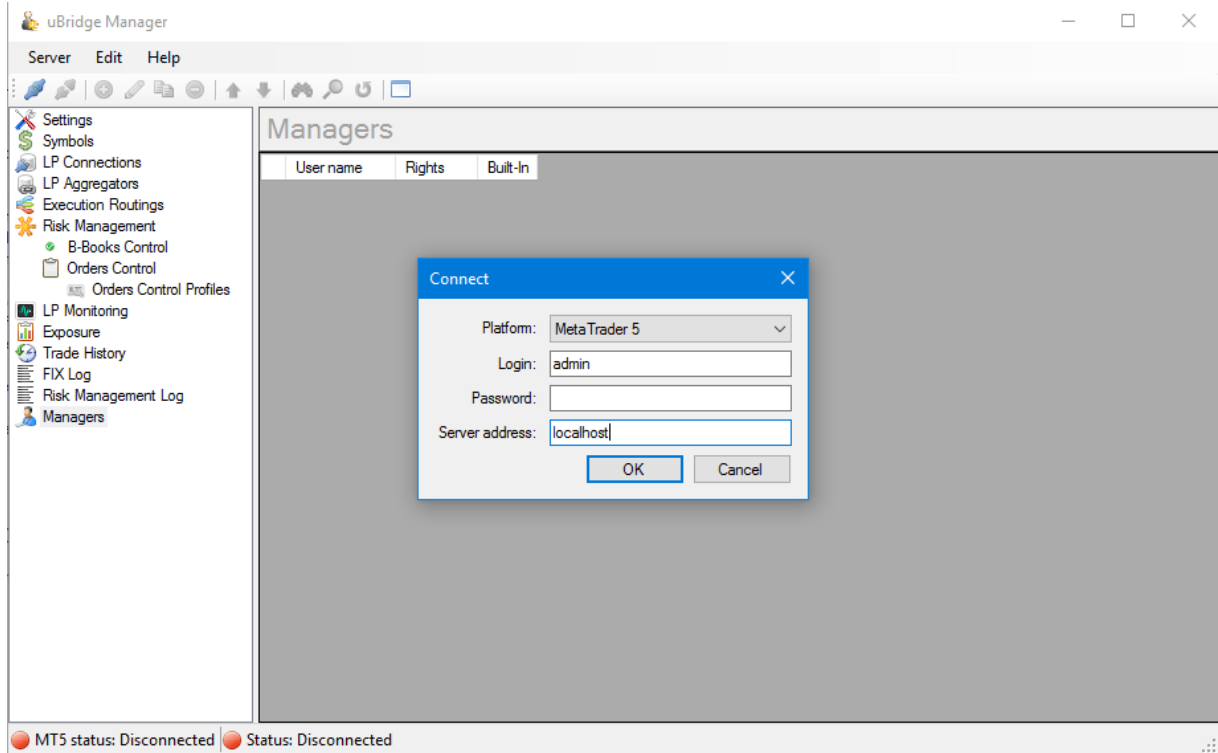 uBridge Manager
Server Edit Help
Settings
Symbols
LP Connections
LP Aggregators
Execution Routings
Risk Management
B-Books Control
Orders Control
Orders Control Profiles
LP Monitoring
Exposure
Trade History
FIX Log
Risk Management Log
Managers
Managers
User name Rights Built-In
Connect
Platform: MetaTrader 5
Login: admin
Password:
Server address: localhost
OK Cancel
MT5 status: Disconnected Status: Disconnected